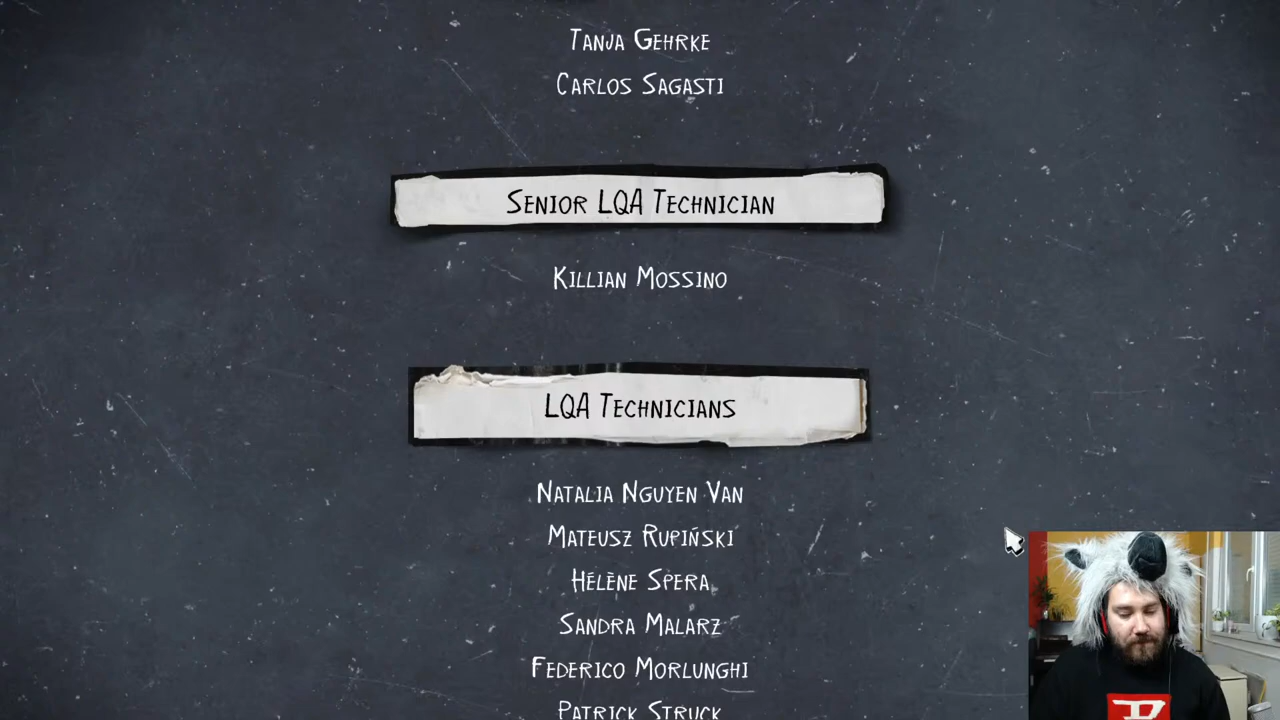 Tanja Gehrke
Carlos Sagasti
Senior LQA Technician
Killian Mossino
LQA Technicians
Natalia Nguyen Van
Mateusz Rupiński
Hélène Spera
Sandra Malarz
Federico Morlunghi
Patrick Struck